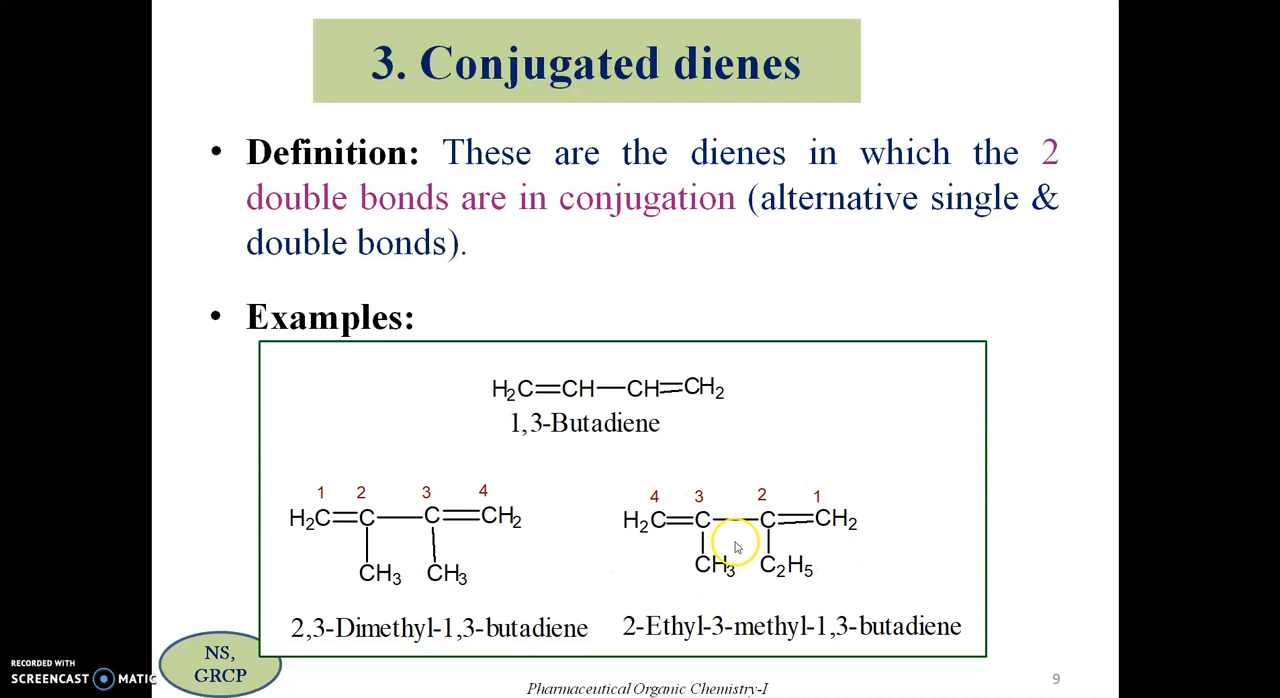 3. Conjugated dienes
• Definition: These are the dienes in which the 2
double bonds are in conjugation (alternative single &
double bonds).
• Examples:
H₂C=CH—CH=CH₂
1,3-Butadiene
1 2 3 4
H₂C=C—C=CH₂
CH₃ CH₃
2,3-Dimethyl-1,3-butadiene
4 3 2 1
H₂C=C—C=CH₂
CH₃ C₂H₅
2-Ethyl-3-methyl-1,3-butadiene
NS,
GRCP
RECORDED WITH
SCREENCAST MATIC
Pharmaceutical Organic Chemistry-I
9